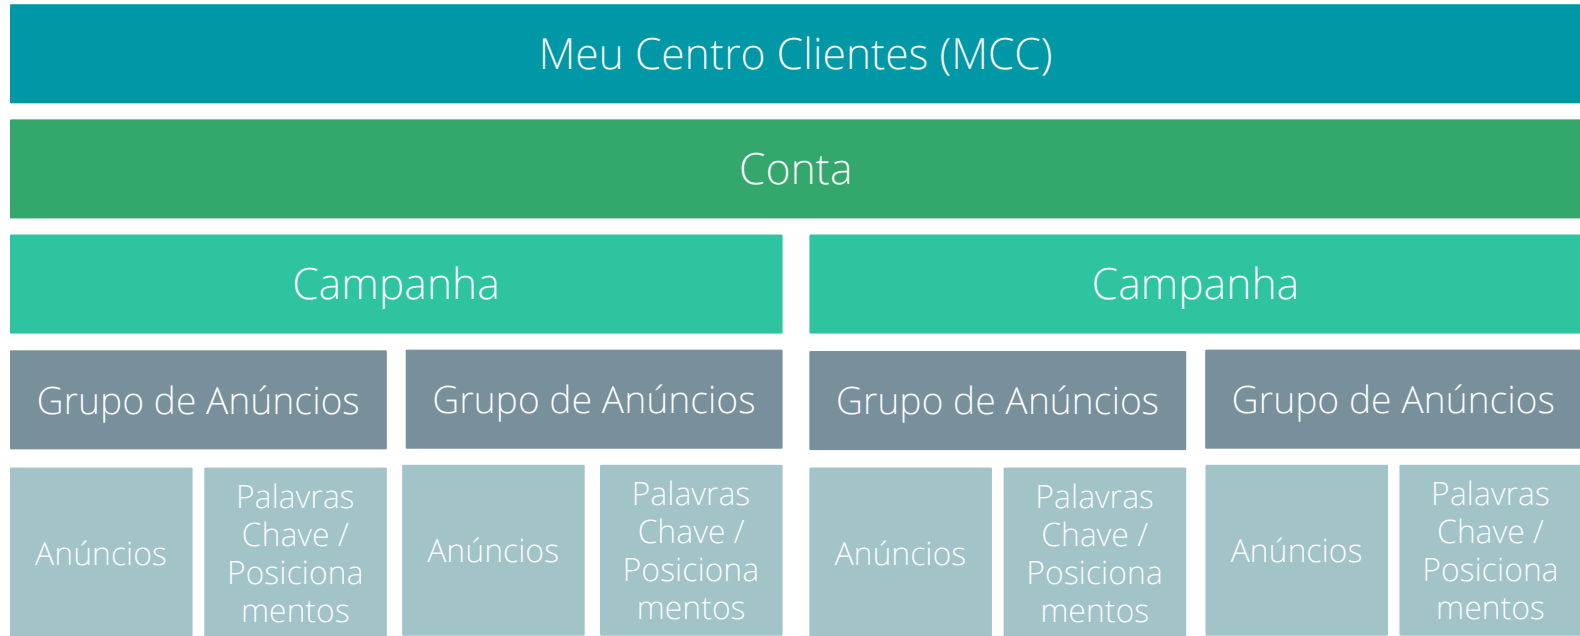 Meu Centro Clientes (MCC)
Conta
Campanha
Campanha
Grupo de Anúncios
Grupo de Anúncios
Grupo de Anúncios
Grupo de Anúncios
Anúncios
Palavras
Chave /
Posiciona
mentos
Anúncios
Palavras
Chave /
Posiciona
mentos
Anúncios
Palavras
Chave /
Posiciona
mentos
Anúncios
Palavras
Chave /
Posiciona
mentos